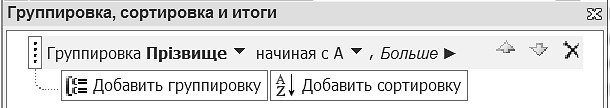 Группировка, сортировка и итоги
Группировка Прізвище начиная с А , Больше
Добавить группировку Добавить сортировку